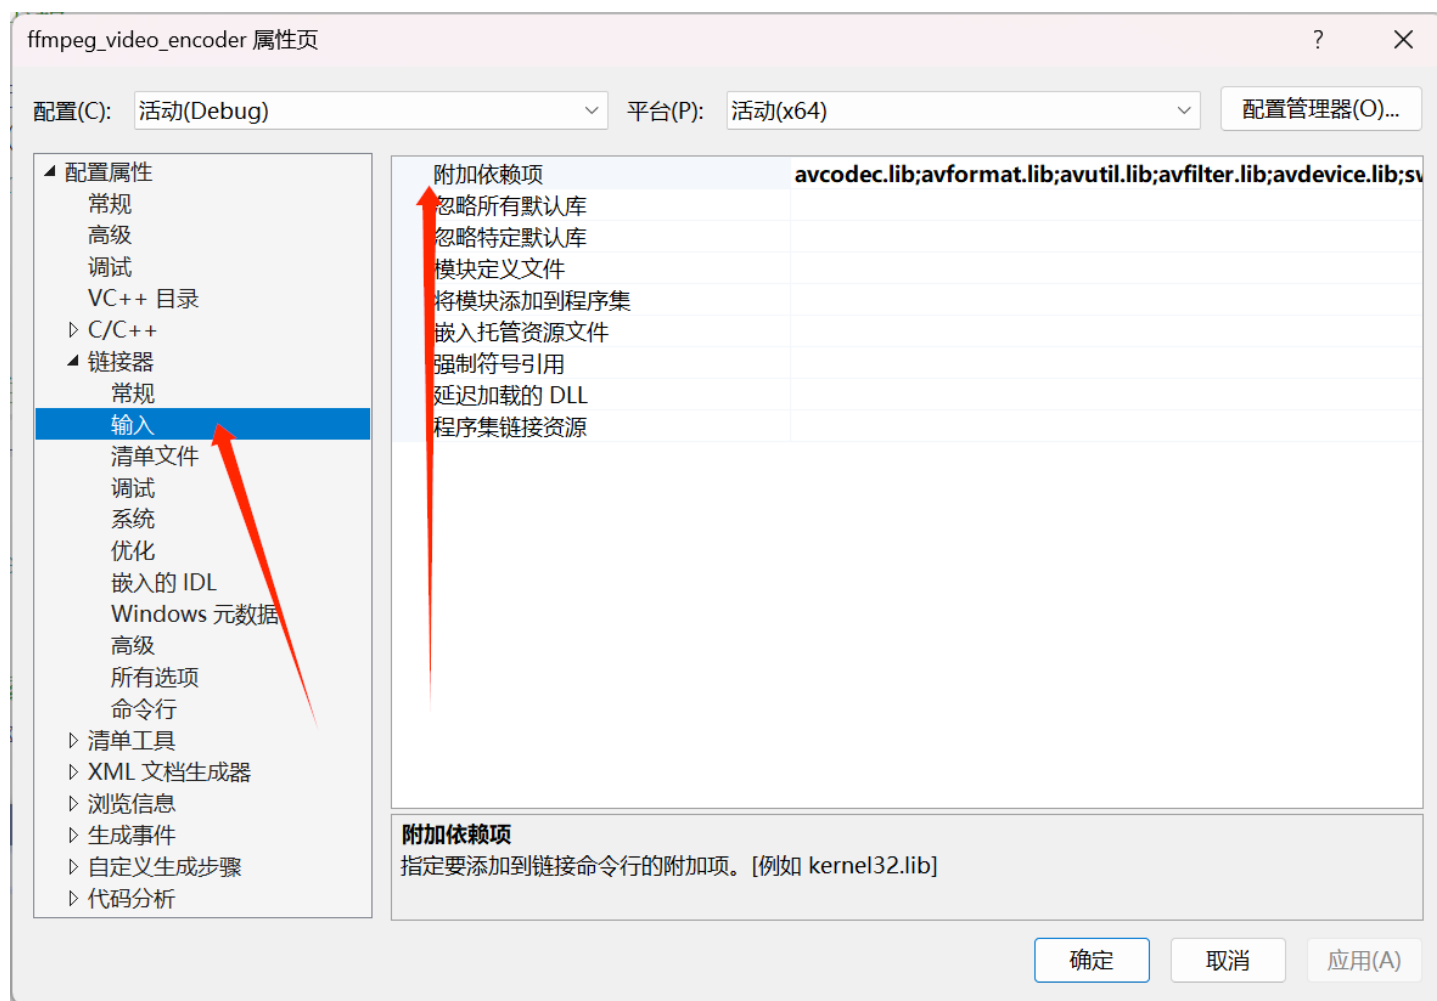 ffmpeg_video_encoder 属性页
配置(C): 活动(Debug) 平台(P): 活动(x64) 配置管理器(O)...
配置属性
常规
高级
调试
VC++ 目录
C/C++
链接器
常规
输入
清单文件
调试
系统
优化
嵌入的 IDL
Windows 元数据
高级
所有选项
命令行
清单工具
XML 文档生成器
浏览信息
生成事件
自定义生成步骤
代码分析
附加依赖项 avcodec.lib;avformat.lib;avutil.lib;avfilter.lib;avdevice.lib;sw
忽略所有默认库
忽略特定默认库
模块定义文件
将模块添加到程序集
嵌入托管资源文件
强制符号引用
延迟加载的 DLL
程序集链接资源
附加依赖项
指定要添加到链接命令行的附加项。[例如 kernel32.lib]
确定 取消 应用(A)